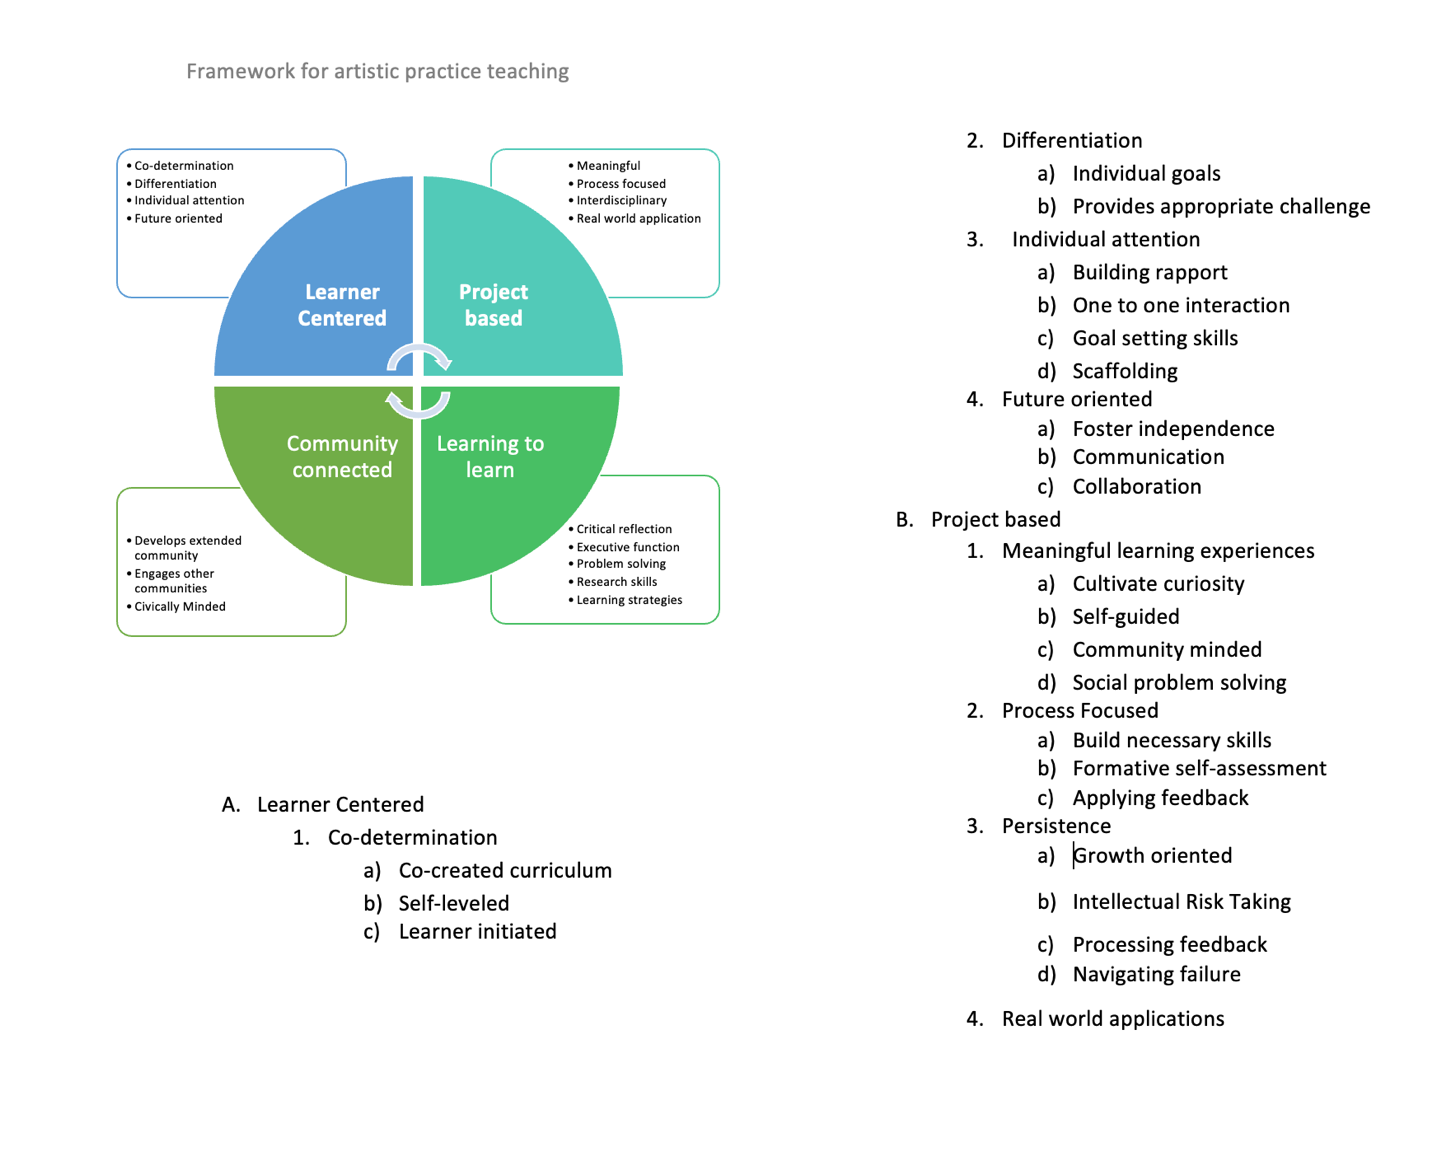 Framework for artistic practice teaching
• Co-determination
• Differentiation
• Individual attention
• Future oriented
• Meaningful
• Process focused
• Interdisciplinary
• Real world application
Learner
Centered
Project
based
Community
connected
Learning to
learn
• Develops extended
community
• Engages other
communities
• Civically Minded
• Critical reflection
• Executive function
• Problem solving
• Research skills
• Learning strategies
A. Learner Centered
1. Co-determination
a) Co-created curriculum
b) Self-leveled
c) Learner initiated
2. Differentiation
a) Individual goals
b) Provides appropriate challenge
3. Individual attention
a) Building rapport
b) One to one interaction
c) Goal setting skills
d) Scaffolding
4. Future oriented
a) Foster independence
b) Communication
c) Collaboration
B. Project based
1. Meaningful learning experiences
a) Cultivate curiosity
b) Self-guided
c) Community minded
d) Social problem solving
2. Process Focused
a) Build necessary skills
b) Formative self-assessment
c) Applying feedback
3. Persistence
a) Growth oriented
b) Intellectual Risk Taking
c) Processing feedback
d) Navigating failure
4. Real world applications